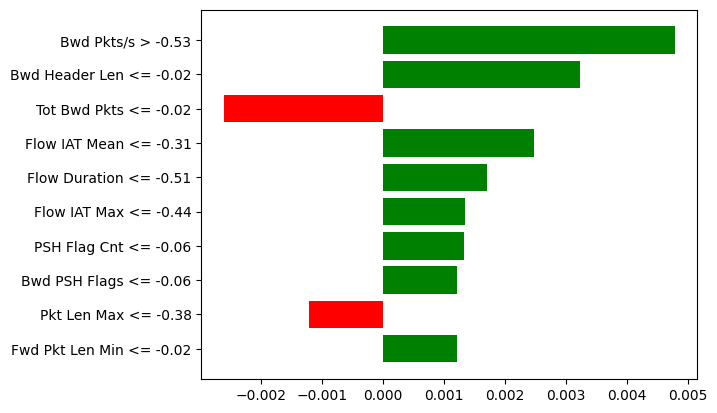 Bwd Pkts/s > -0.53
Bwd Header Len <= -0.02
Tot Bwd Pkts <= -0.02
Flow IAT Mean <= -0.31
Flow Duration <= -0.51
Flow IAT Max <= -0.44
PSH Flag Cnt <= -0.06
Bwd PSH Flags <= -0.06
Pkt Len Max <= -0.38
Fwd Pkt Len Min <= -0.02
−0.002 −0.001 0.000 0.001 0.002 0.003 0.004 0.005